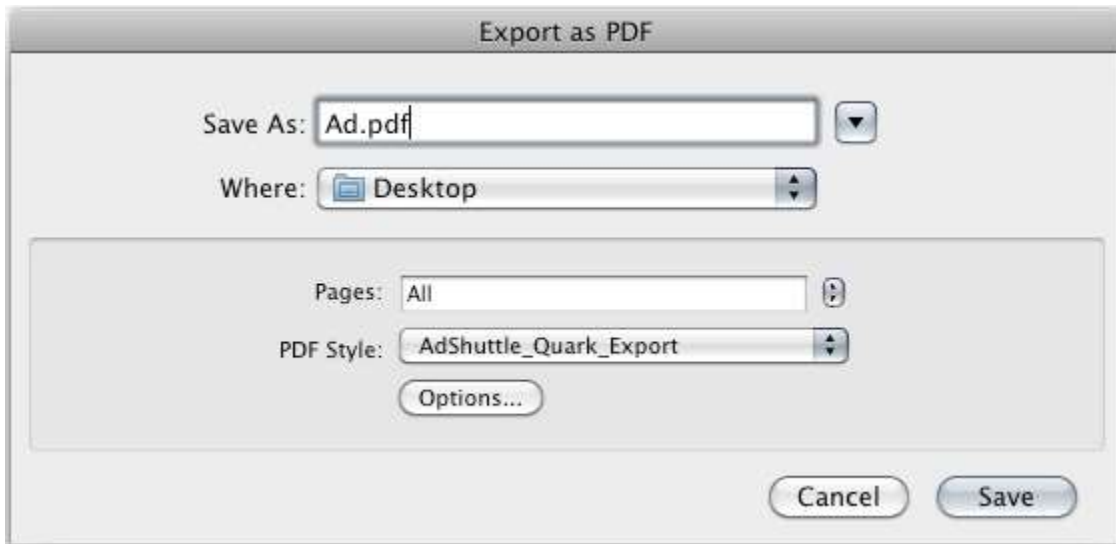 Export as PDF
Save As: Ad.pdf
Where: Desktop
Pages: All
PDF Style: AdShuttle_Quark_Export
Options...
Cancel Save